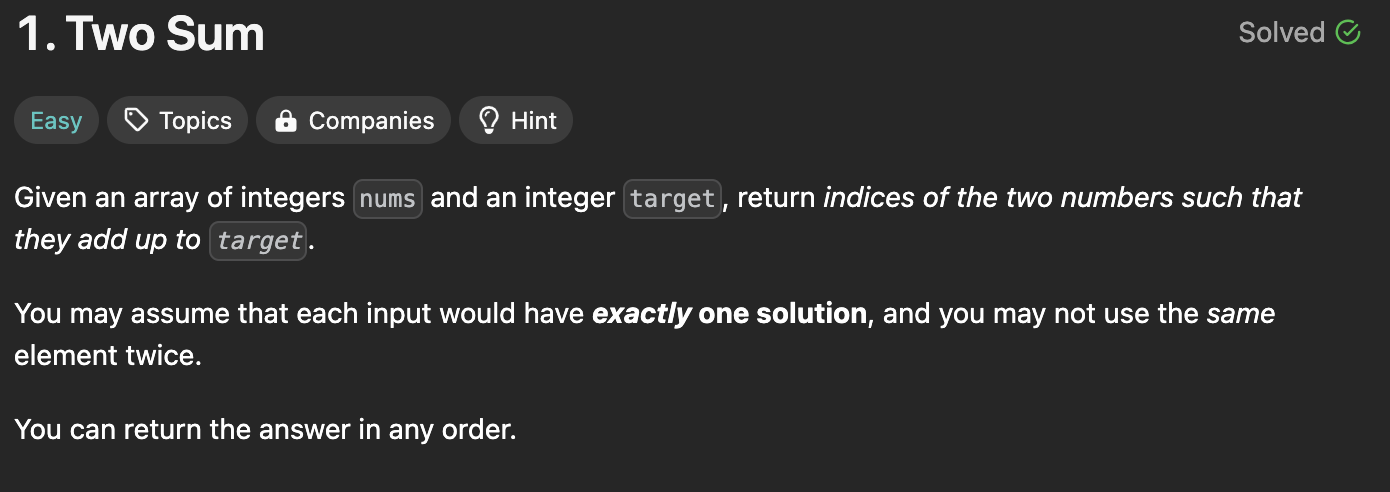 1. Two Sum
Solved
Easy
Topics
Companies
Hint
Given an array of integers nums and an integer target, return indices of the two numbers such that
they add up to target.
You may assume that each input would have exactly one solution, and you may not use the same
element twice.
You can return the answer in any order.